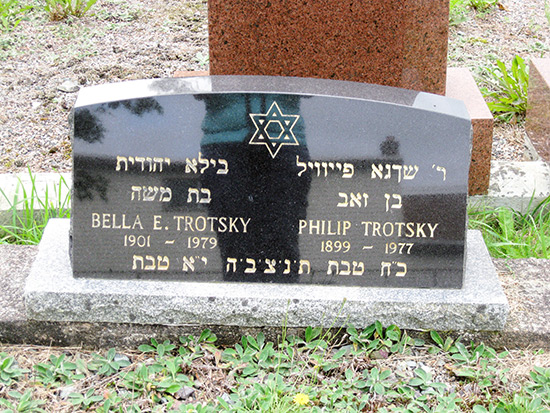 ר׳ שרגא פייוויל בילא יהודית
בן זאב בת משה
BELLA E. TROTSKY PHILIP TROTSKY
1901 ~ 1979 1899 ~ 1977
כ״ח טבת ת׳נ׳צ׳ב׳ה י״א טבת